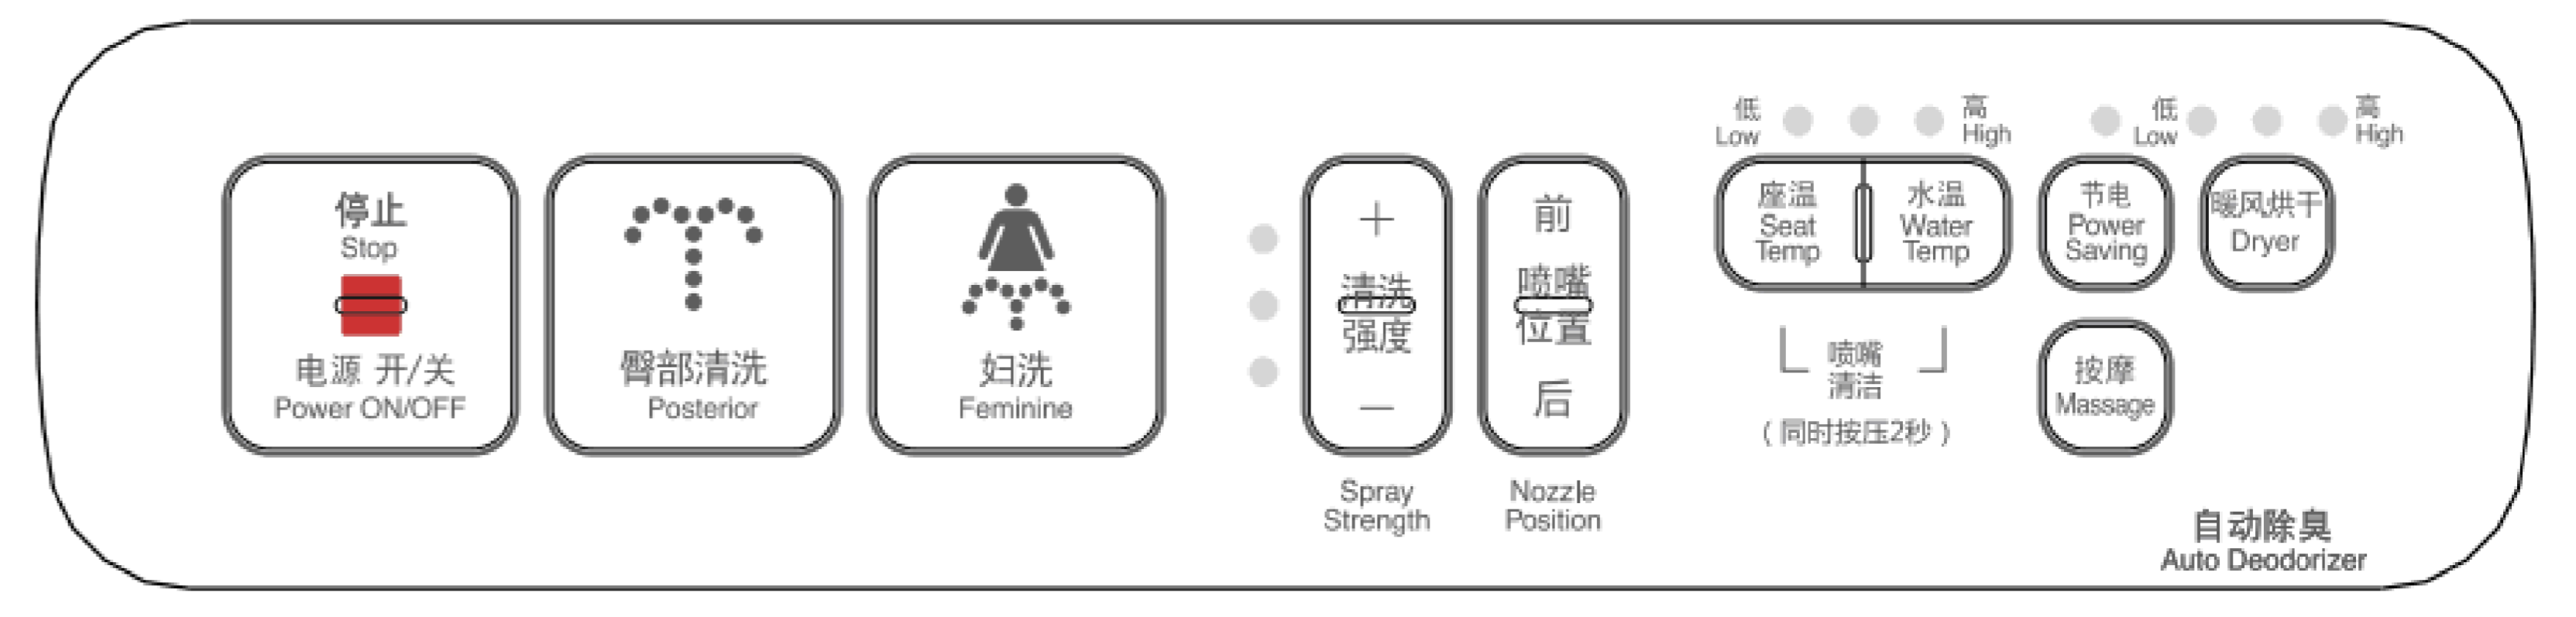 停止
Stop
电源 开/关
Power ON/OFF
臀部清洗
Posterior
妇洗
Feminine
+
清洗
强度
—
Spray
Strength
前
喷嘴
位置
后
Nozzle
Position
低
Low
高
High
座温
Seat
Temp
水温
Water
Temp
喷嘴
清洁
(同时按压2秒)
节电
Power
Saving
低
Low
高
High
暖风烘干
Dryer
按摩
Massage
自动除臭
Auto Deodorizer